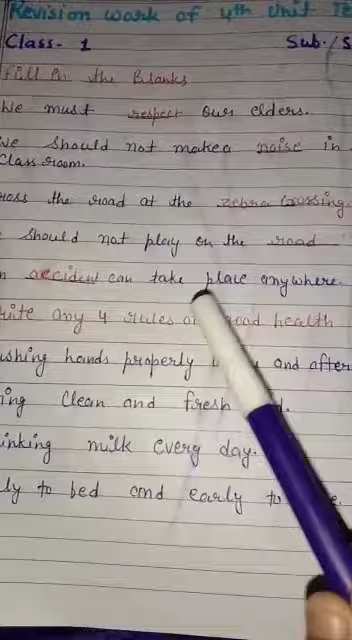 Revision work of 4th Unit Te
Class- 1 Sub./S
Fill in the Blanks
We must respect our elders.
We should not make a noise in
Class room.
ross the road at the zebra crossing.
should not play on the road
n accident can take place anywhere.
rite any 4 rules of good health
shing hands properly and after
ing clean and fresh
inking milk every day.
ly to bed and early to